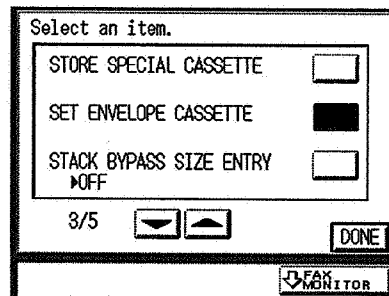 Select an item.
STORE SPECIAL CASSETTE
SET ENVELOPE CASSETTE
STACK BYPASS SIZE ENTRY
▶OFF
3/5
DONE
FAX
MONITOR